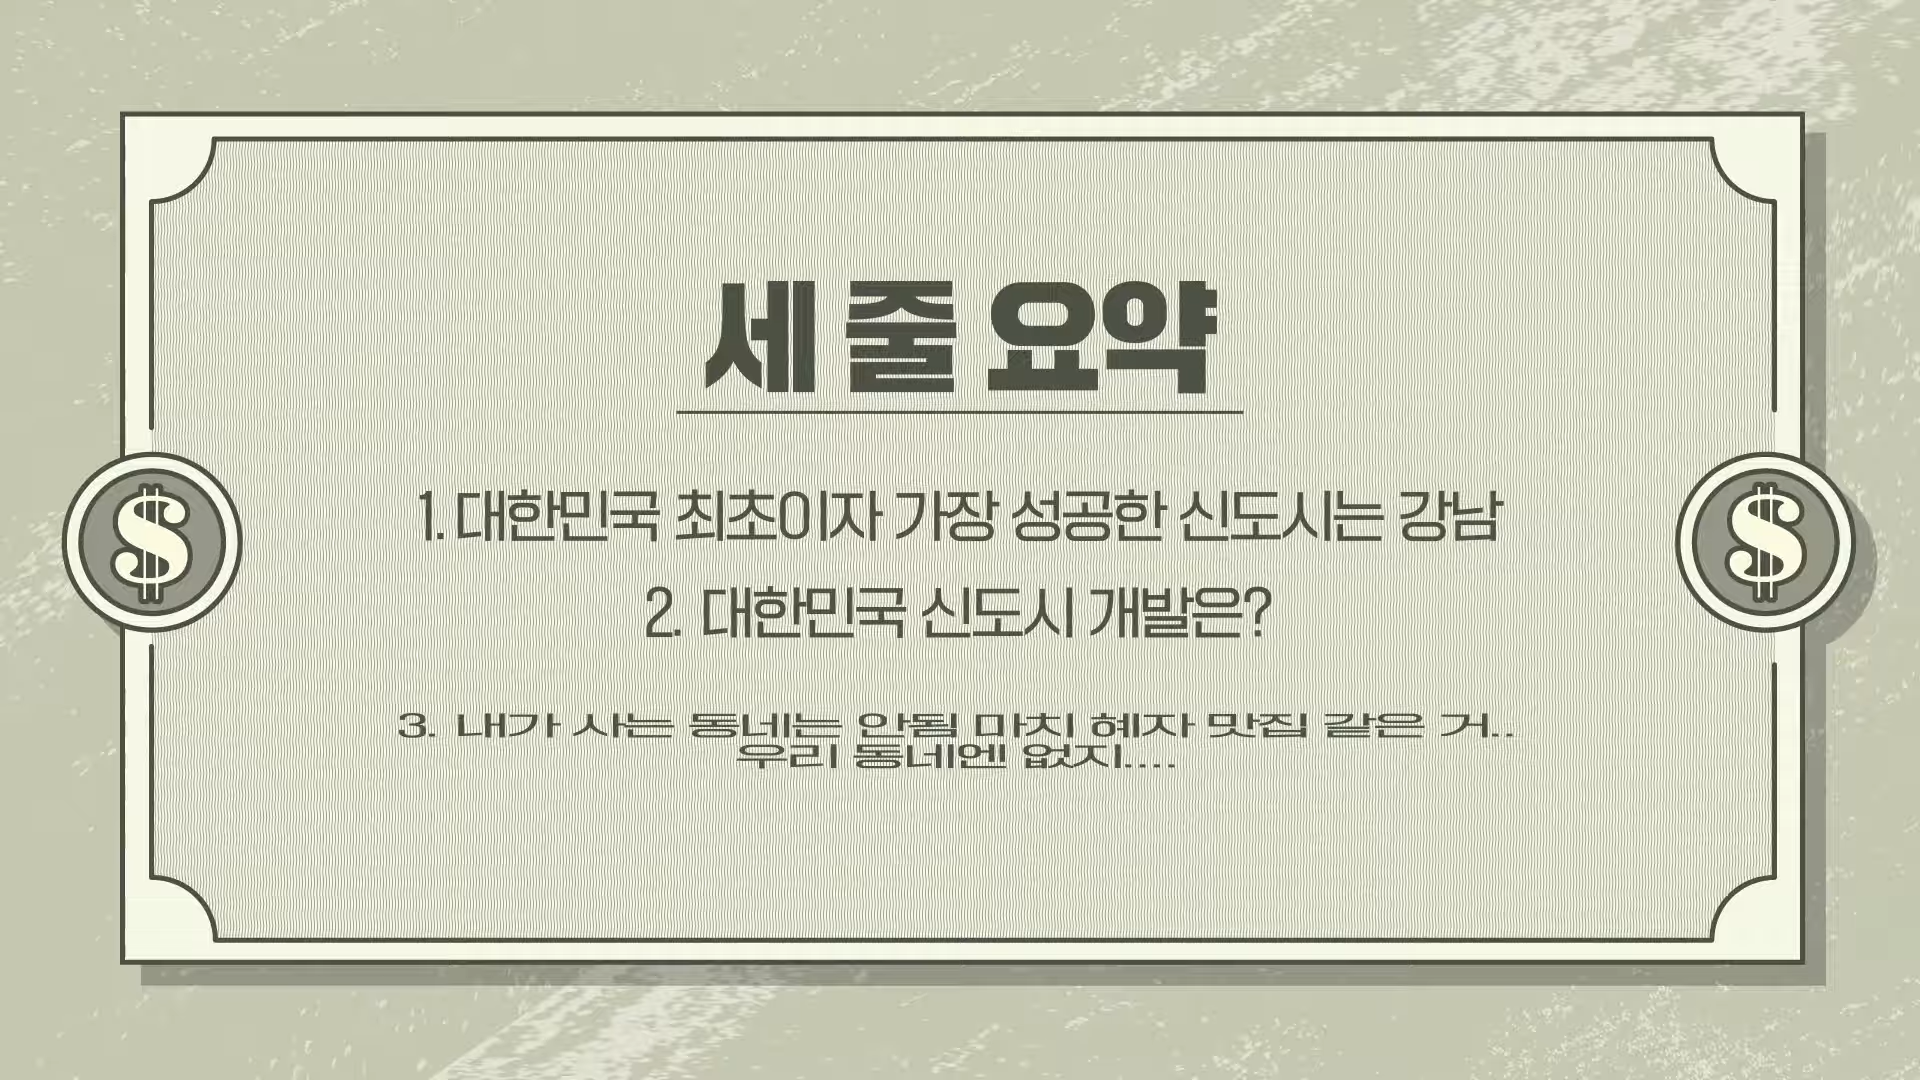 세 줄 요약
1. 대한민국 최초이자 가장 성공한 신도시는 강남
2. 대한민국 신도시 개발은?
3. 내가 사는 동네는 안됨 마치 혜자 맛집 같은 거..
우리 동네엔 없지....
$
$